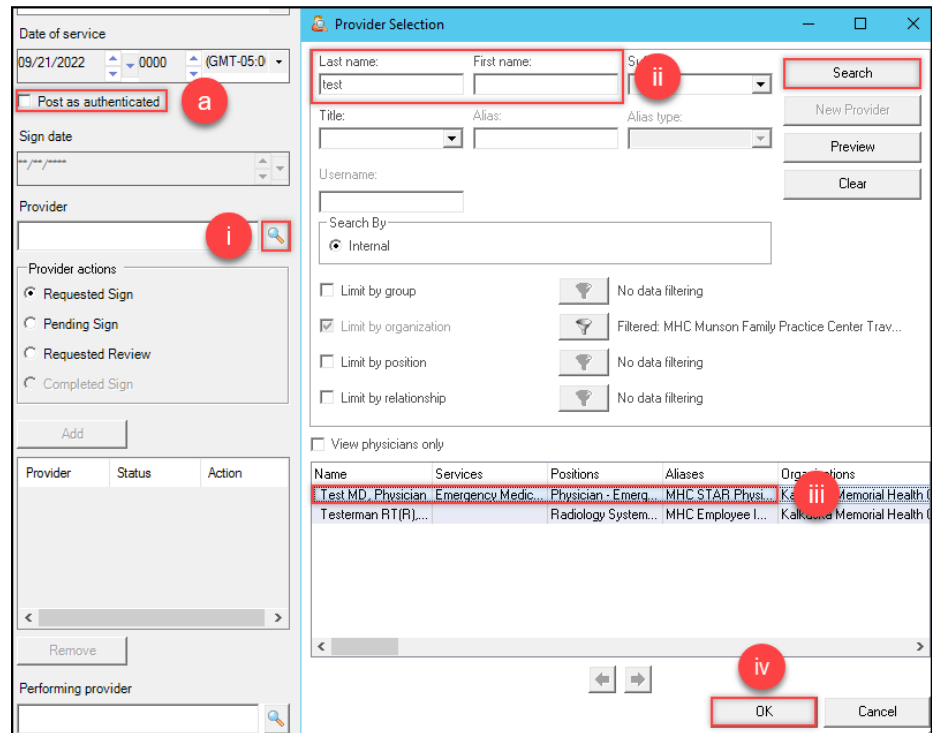 Date of service
09/21/2022 0000 (GMT-05:0
Post as authenticated
a
Sign date
**/**/****
Provider
i
Provider actions
Requested Sign
Pending Sign
Requested Review
Completed Sign
Add
Provider Status Action
Remove
Performing provider
Provider Selection
Last name: First name:
ii
test
Search
Title: Alias: Alias type:
New Provider
Preview
Username:
Clear
Search By
Internal
Limit by group No data filtering
Limit by organization Filtered: MHC Munson Family Practice Center Trav...
Limit by position No data filtering
Limit by relationship No data filtering
View physicians only
Name Services Positions Aliases
Test MD, Physician Emergency Medic... Physician - Emerg... MHC STAR Physi... Memorial Health
iii
Testerman RT(R),... Radiology System... MHC Employee I... Kalkaska Memorial Health
iv
OK Cancel